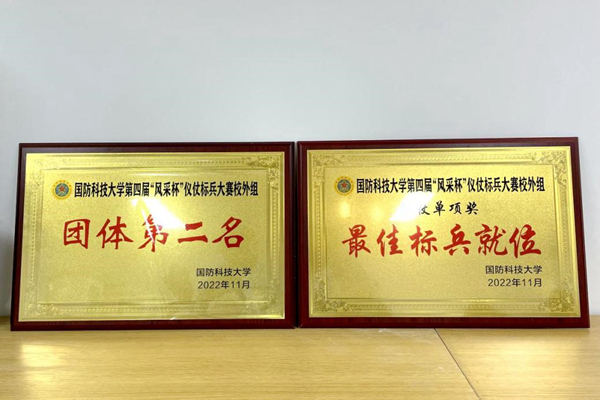 国防科技大学第四届“风采杯”仪仗标兵大赛校外组
团体第二名
国防科技大学
2022年11月
国防科技大学第四届“风采杯”仪仗标兵大赛校外组
单项奖
最佳标兵就位
国防科技大学
2022年11月